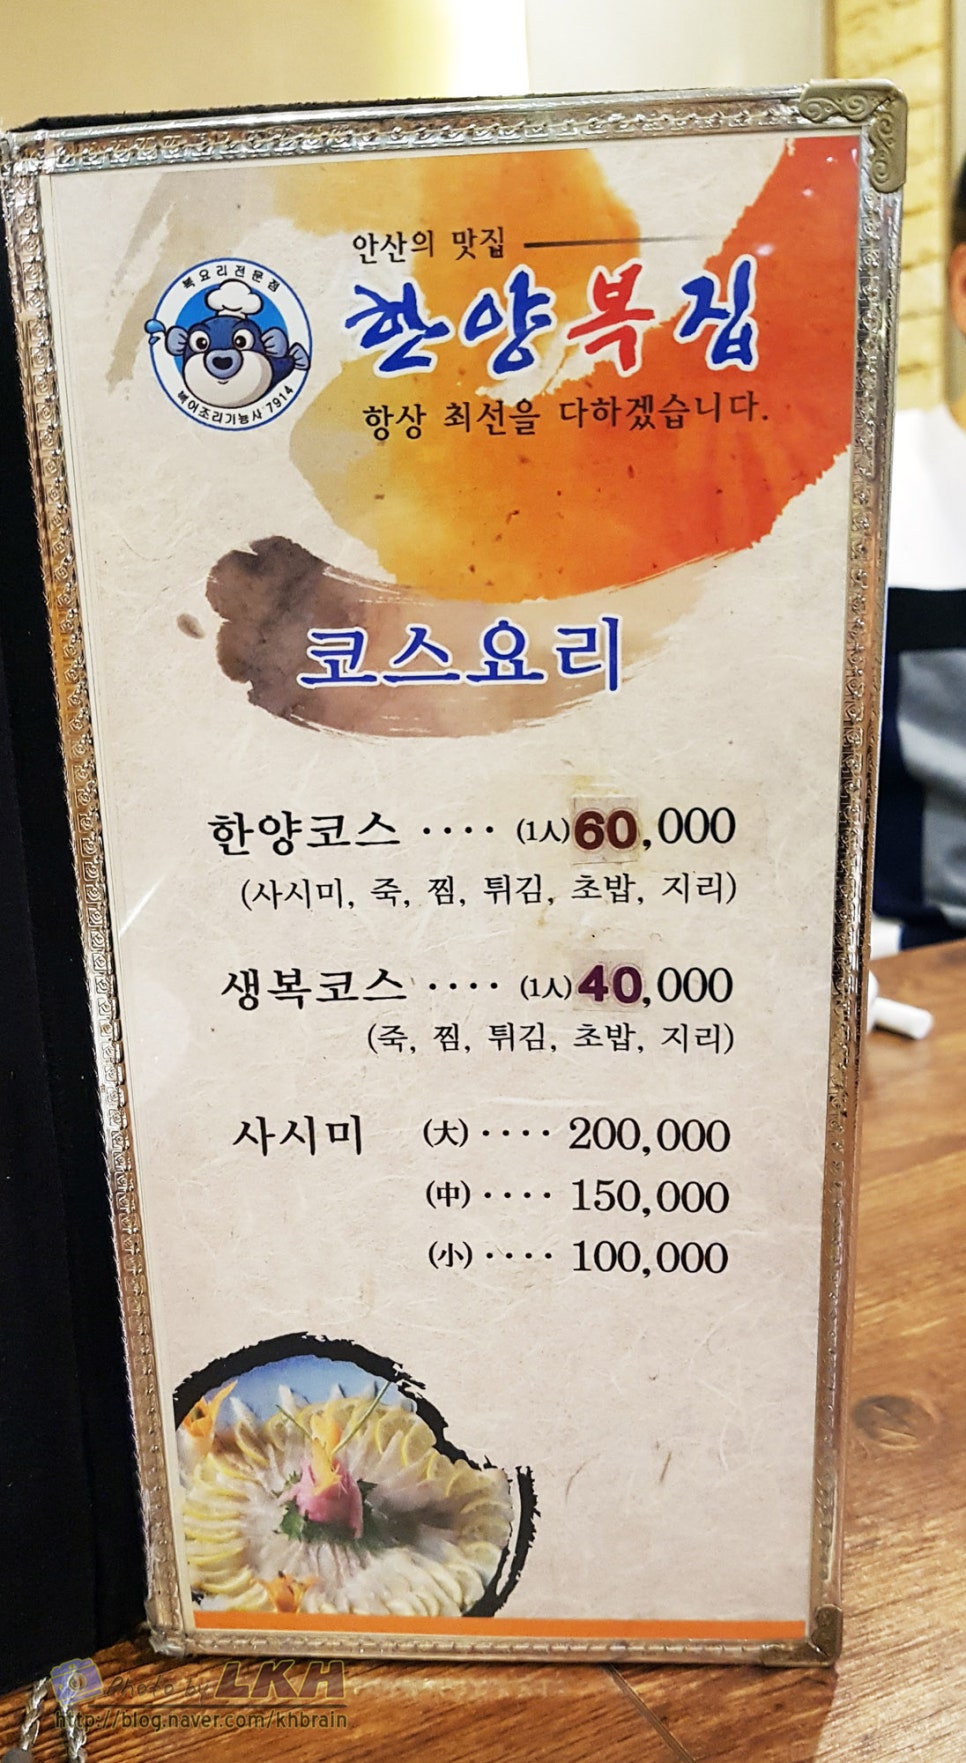 안산의 맛집
복요리전문점
한양복집
복어조리기능사 7914
항상 최선을 다하겠습니다.
코스요리
한양코스 ···· (1人)60,000
(사시미, 죽, 찜, 튀김, 초밥, 지리)
생복코스 ···· (1人)40,000
(죽, 찜, 튀김, 초밥, 지리)
사시미 (大) ···· 200,000
(中) ···· 150,000
(小) ···· 100,000
Photo by LKH
http://blog.naver.com/khbrain